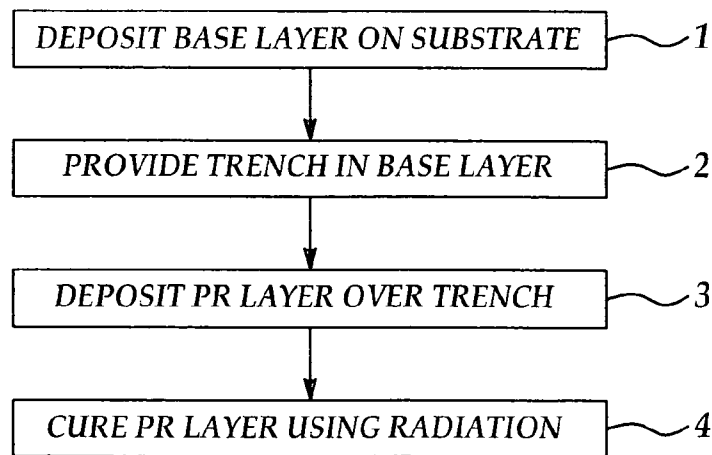 DEPOSIT BASE LAYER ON SUBSTRATE 1
PROVIDE TRENCH IN BASE LAYER 2
DEPOSIT PR LAYER OVER TRENCH 3
CURE PR LAYER USING RADIATION 4